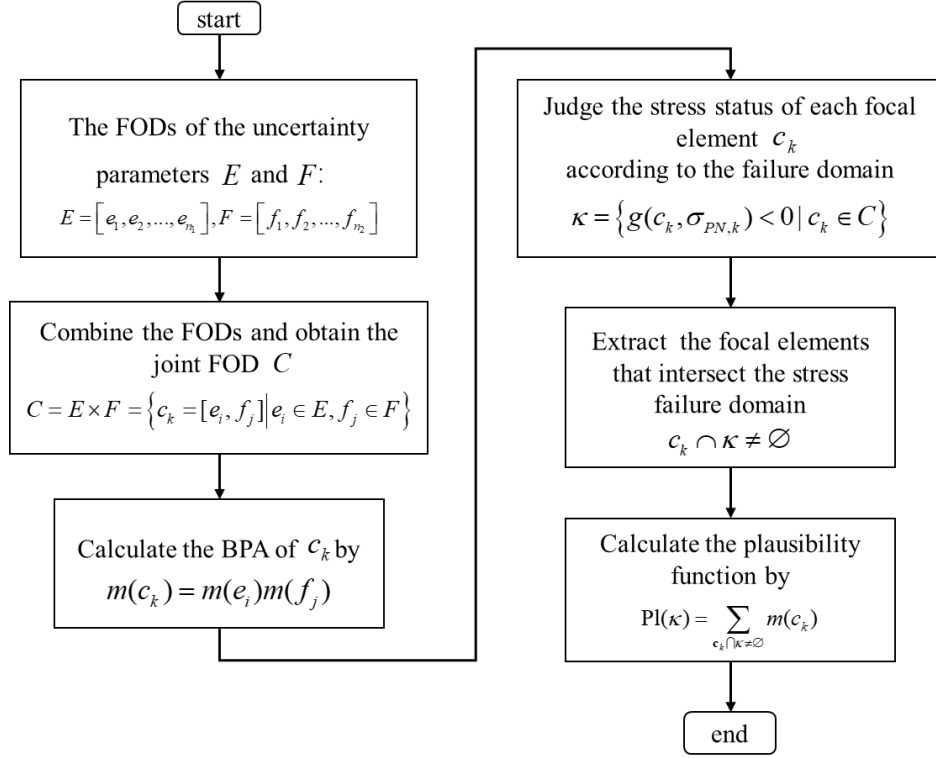 start
The FODs of the uncertainty
parameters E and F:
E = [e₁, e₂, ..., eₙ₁], F = [f₁, f₂, ..., fₙ₂]
Combine the FODs and obtain the
joint FOD C
C = E × F = {cₖ = [eᵢ, fⱼ] | eᵢ ∈ E, fⱼ ∈ F}
Calculate the BPA of cₖ by
m(cₖ) = m(eᵢ)m(fⱼ)
Judge the stress status of each focal
element cₖ
according to the failure domain
κ = {g(cₖ, σ_{PN,k}) < 0 | cₖ ∈ C}
Extract the focal elements
that intersect the stress
failure domain
cₖ ∩ κ ≠ ∅
Calculate the plausibility
function by
Pl(κ) = ∑ m(cₖ)
cₖ∩κ≠∅
end